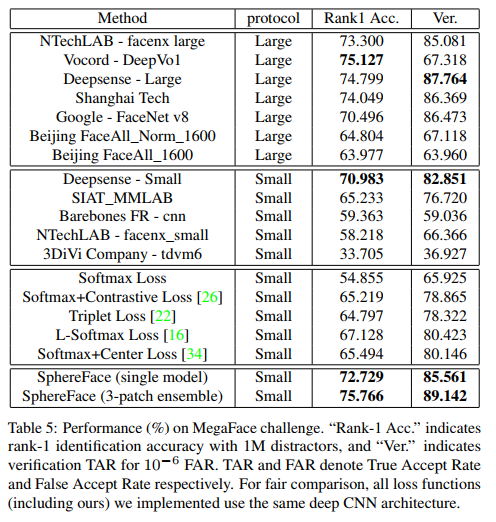 Method protocol Rank1 Acc. Ver.
NTechLAB - facenx large Large 73.300 85.081
Vocord - DeepVo1 Large 75.127 67.318
Deepsense - Large Large 74.799 87.764
Shanghai Tech Large 74.049 86.369
Google - FaceNet v8 Large 70.496 86.473
Beijing FaceAll_Norm_1600 Large 64.804 67.118
Beijing FaceAll_1600 Large 63.977 63.960
Deepsense - Small Small 70.983 82.851
SIAT_MMLAB Small 65.233 76.720
Barebones FR - cnn Small 59.363 59.036
NTechLAB - facenx_small Small 58.218 66.366
3DiVi Company - tdvm6 Small 33.705 36.927
Softmax Loss Small 54.855 65.925
Softmax+Contrastive Loss [26] Small 65.219 78.865
Triplet Loss [22] Small 64.797 78.322
L-Softmax Loss [16] Small 67.128 80.423
Softmax+Center Loss [34] Small 65.494 80.146
SphereFace (single model) Small 72.729 85.561
SphereFace (3-patch ensemble) Small 75.766 89.142
Table 5: Performance (%) on MegaFace challenge. “Rank-1 Acc.” indicates
rank-1 identification accuracy with 1M distractors, and “Ver.” indicates
verification TAR for 10⁻⁶ FAR. TAR and FAR denote True Accept Rate
and False Accept Rate respectively. For fair comparison, all loss functions
(including ours) we implemented use the same deep CNN architecture.